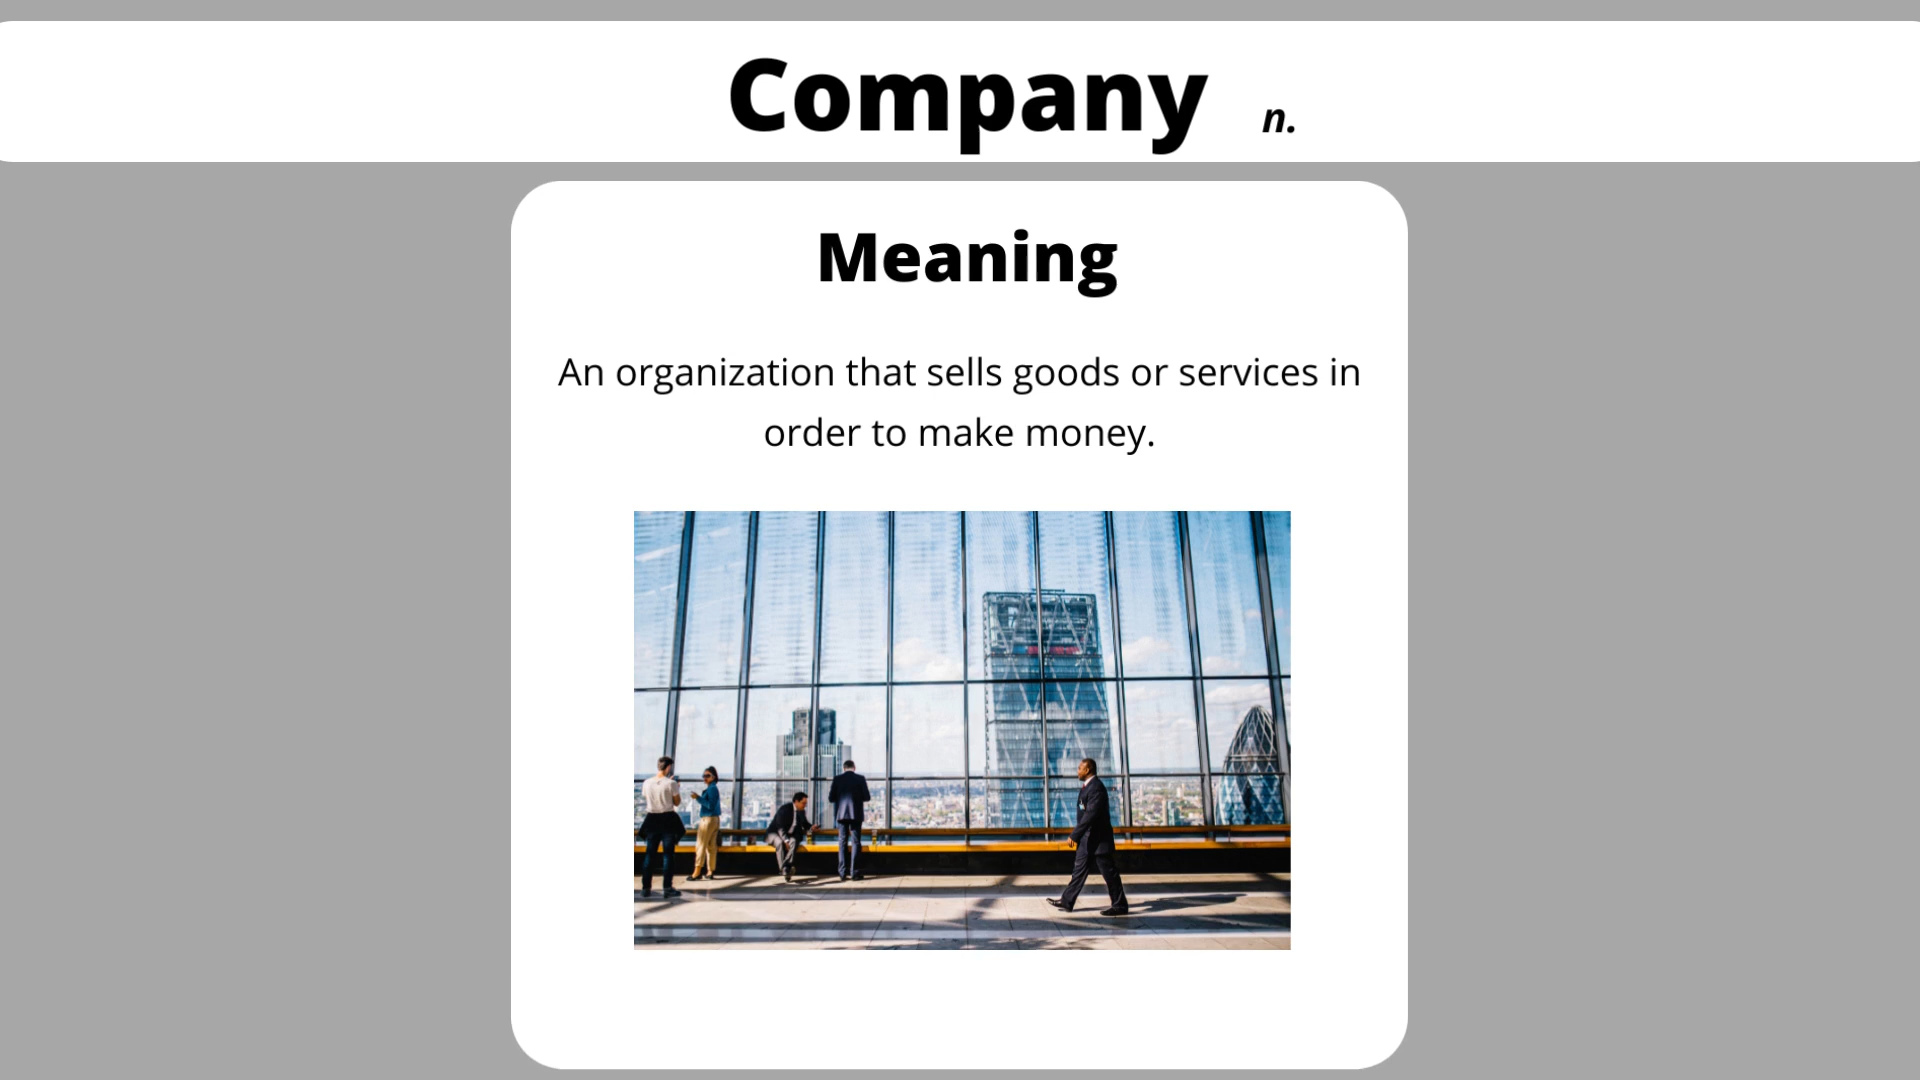 Company n.
Meaning
An organization that sells goods or services in
order to make money.